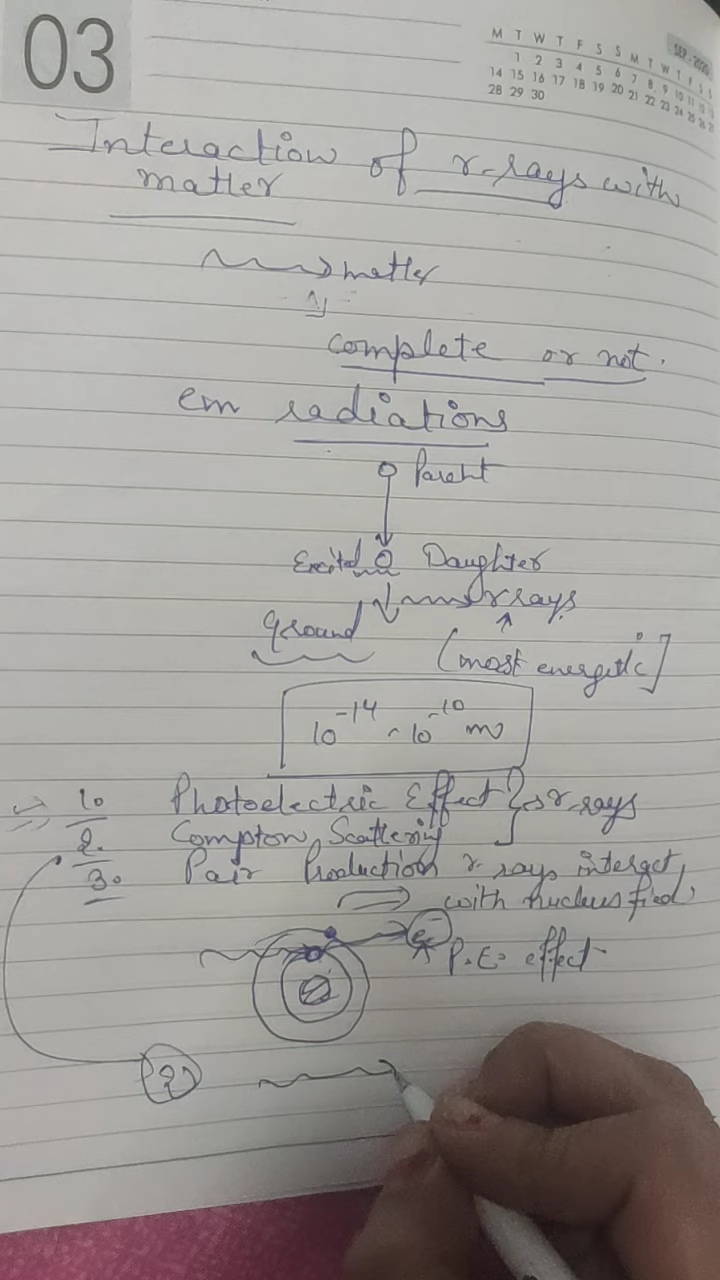 03
SEP - 2020
M T W T F S S M T W T F S S
1 2 3 4 5 6 7 8 9 10 11 12 13
14 15 16 17 18 19 20 21 22 23 24 25 26 27
28 29 30
Interaction of r-rays with
matter
matter
complete or not.
em radiations
Parent
Excited Daughter
r rays
ground
[most energetic]
10⁻¹⁴ - 10⁻¹⁰ m
1. Photoelectric Effect } r-rays
2. Compton Scattering
3. Pair Production r rays interact
with nucleus field
e⁻
P.E. effect
2